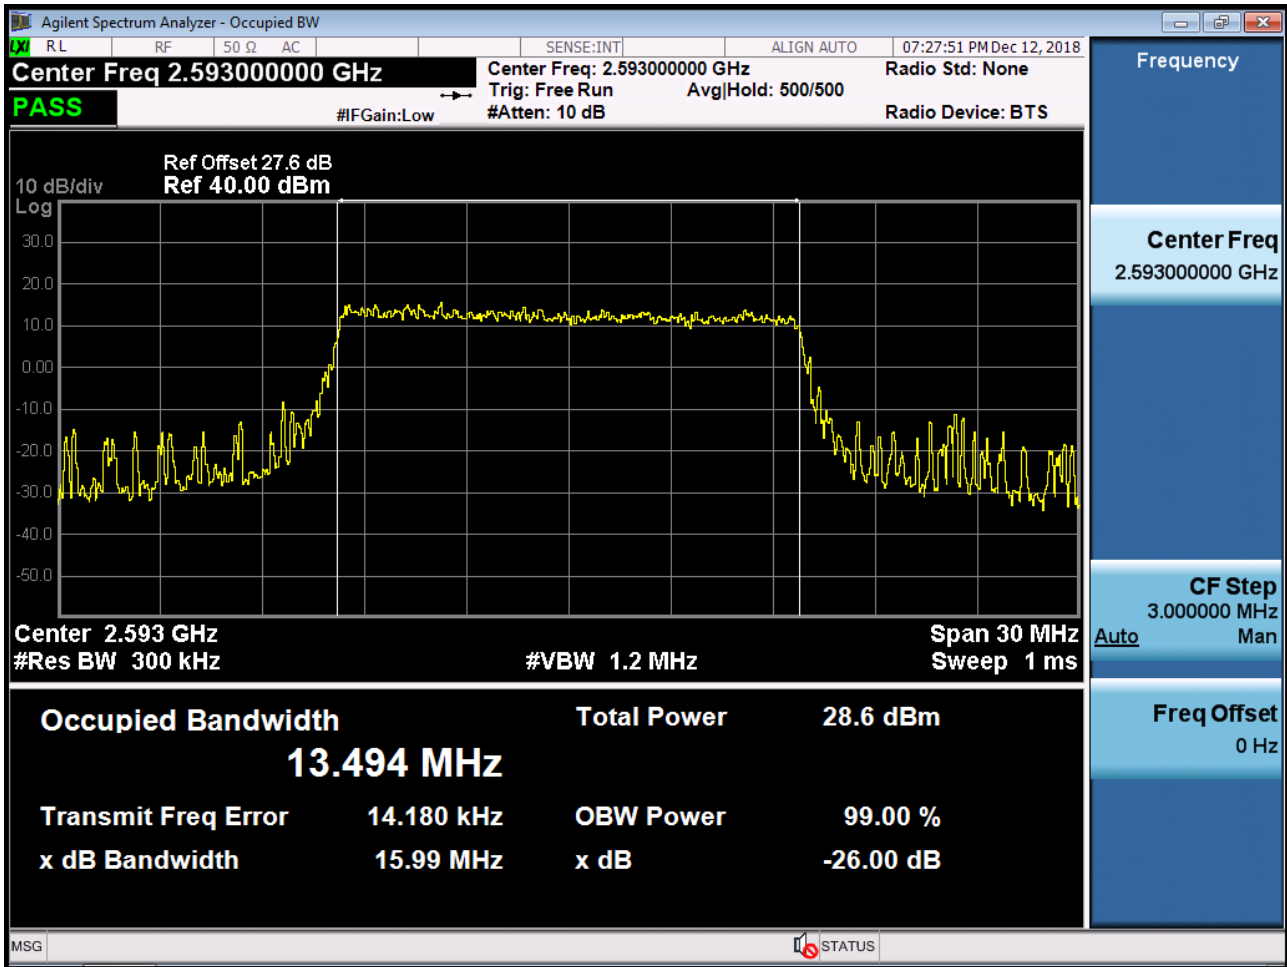 Agilent Spectrum Analyzer - Occupied BW
LXI RL RF 50 Ω AC SENSE:INT ALIGN AUTO 07:27:51 PM Dec 12, 2018
Center Freq 2.593000000 GHz
PASS
#IFGain:Low
Center Freq: 2.593000000 GHz
Trig: Free Run Avg|Hold: 500/500
#Atten: 10 dB
Radio Std: None
Radio Device: BTS
Ref Offset 27.6 dB
10 dB/div Ref 40.00 dBm
Log
30.0
20.0
10.0
0.00
-10.0
-20.0
-30.0
-40.0
-50.0
Center 2.593 GHz Span 30 MHz
#Res BW 300 kHz #VBW 1.2 MHz Sweep 1 ms
Occupied Bandwidth Total Power 28.6 dBm
13.494 MHz
Transmit Freq Error 14.180 kHz OBW Power 99.00 %
x dB Bandwidth 15.99 MHz x dB -26.00 dB
Frequency
Center Freq
2.593000000 GHz
CF Step
3.000000 MHz
Auto Man
Freq Offset
0 Hz
MSG STATUS